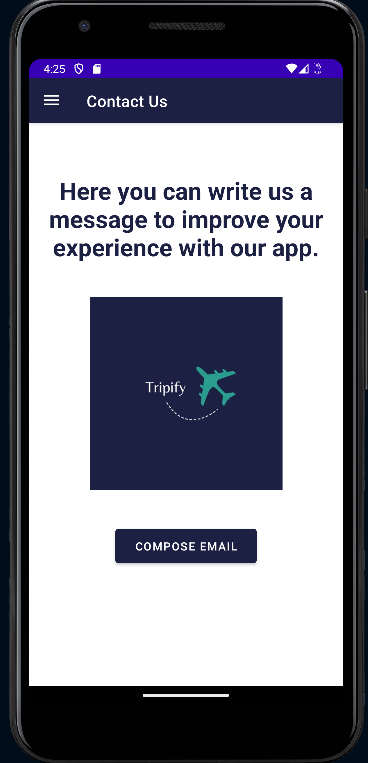 4:25
Contact Us
Here you can write us a
message to improve your
experience with our app.
Tripify
COMPOSE EMAIL